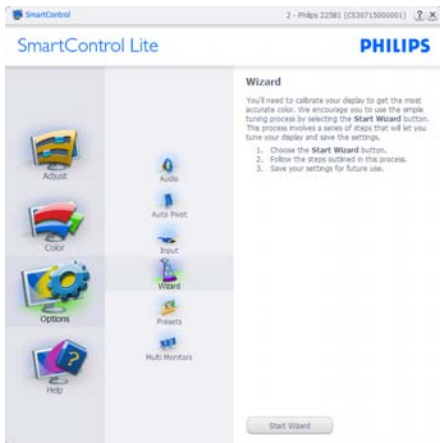 SmartControl
2 - Philips 225B1 (CS30715000001)
? X
SmartControl Lite
PHILIPS
Adjust
Color
Options
Help
Audio
Auto Pivot
Input
Wizard
Presets
Multi Monitors
Wizard
You'll need to calibrate your display to get the most
accurate color. We encourage you to use the simple
tuning process by selecting the Start Wizard button.
This process involves a series of steps that will let you
tune your display and save the settings.
1. Choose the Start Wizard button.
2. Follow the steps outlined in this process.
3. Save your settings for future use.
Start Wizard